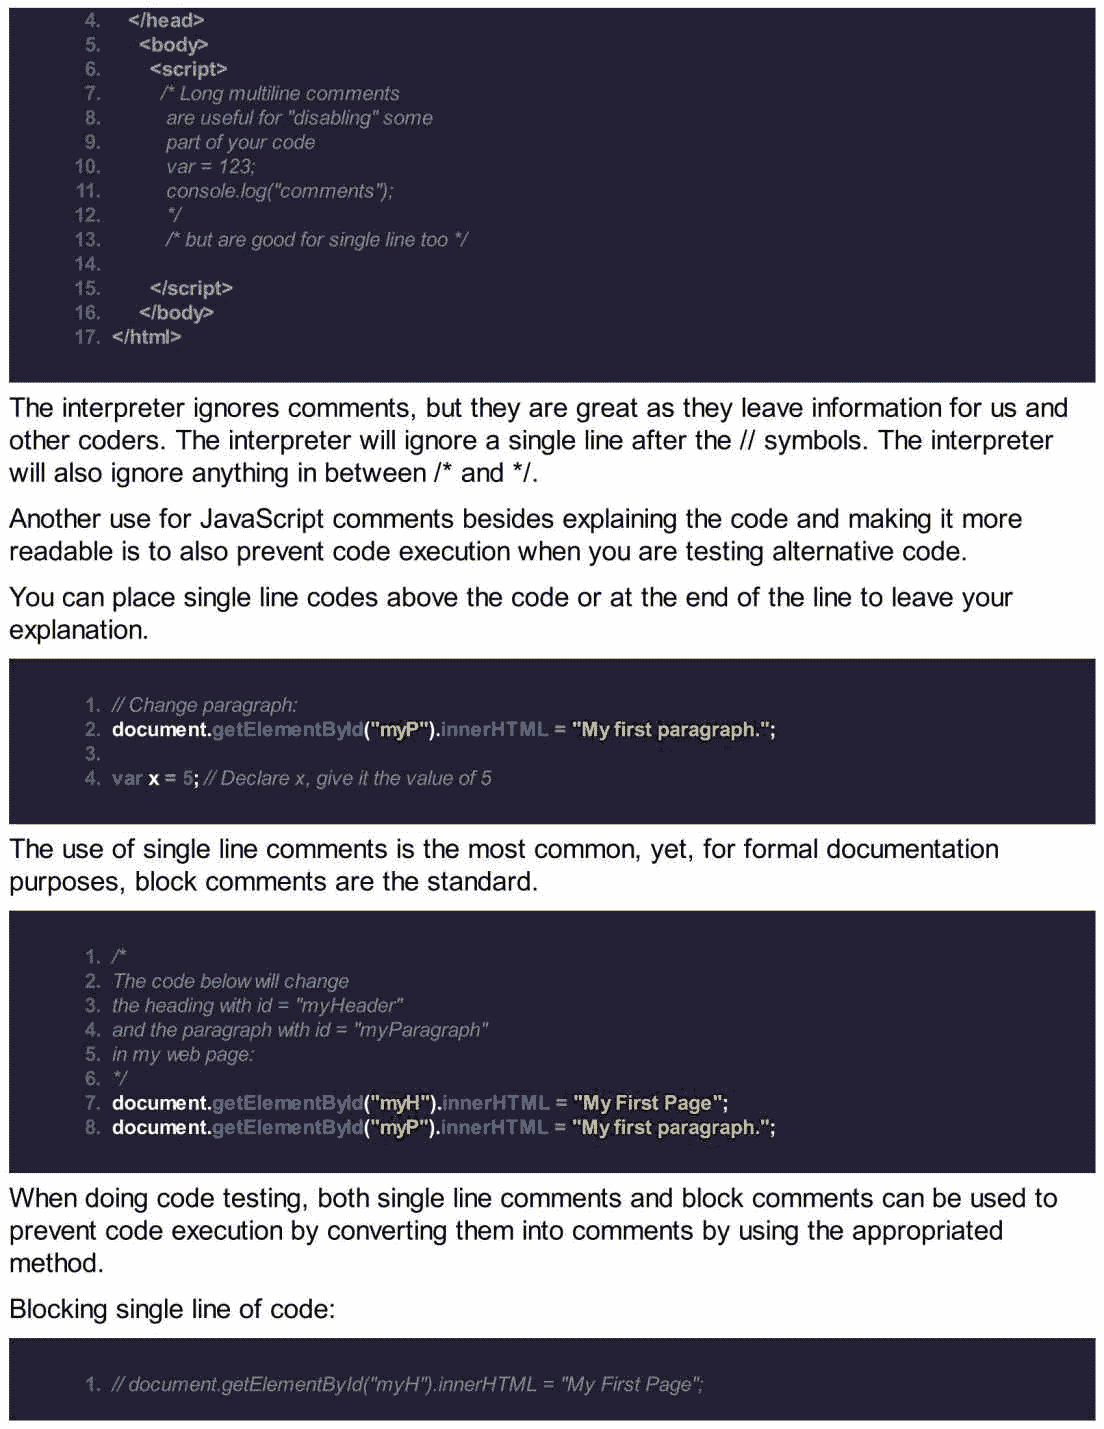 4. </head>
5. <body>
6. <script>
7. /* Long multiline comments
8. are useful for "disabling" some
9. part of your code
10. var = 123;
11. console.log("comments");
12. */
13. /* but are good for single line too */
14.
15. </script>
16. </body>
17. </html>
The interpreter ignores comments, but they are great as they leave information for us and
other coders. The interpreter will ignore a single line after the // symbols. The interpreter
will also ignore anything in between /* and */.
Another use for JavaScript comments besides explaining the code and making it more
readable is to also prevent code execution when you are testing alternative code.
You can place single line codes above the code or at the end of the line to leave your
explanation.
1. // Change paragraph:
2. document.getElementById("myP").innerHTML = "My first paragraph.";
3.
4. var x = 5; // Declare x, give it the value of 5
The use of single line comments is the most common, yet, for formal documentation
purposes, block comments are the standard.
1. /*
2. The code below will change
3. the heading with id = "myHeader"
4. and the paragraph with id = "myParagraph"
5. in my web page:
6. */
7. document.getElementById("myH").innerHTML = "My First Page";
8. document.getElementById("myP").innerHTML = "My first paragraph.";
When doing code testing, both single line comments and block comments can be used to
prevent code execution by converting them into comments by using the appropriated
method.
Blocking single line of code:
1. // document.getElementById("myH").innerHTML = "My First Page";